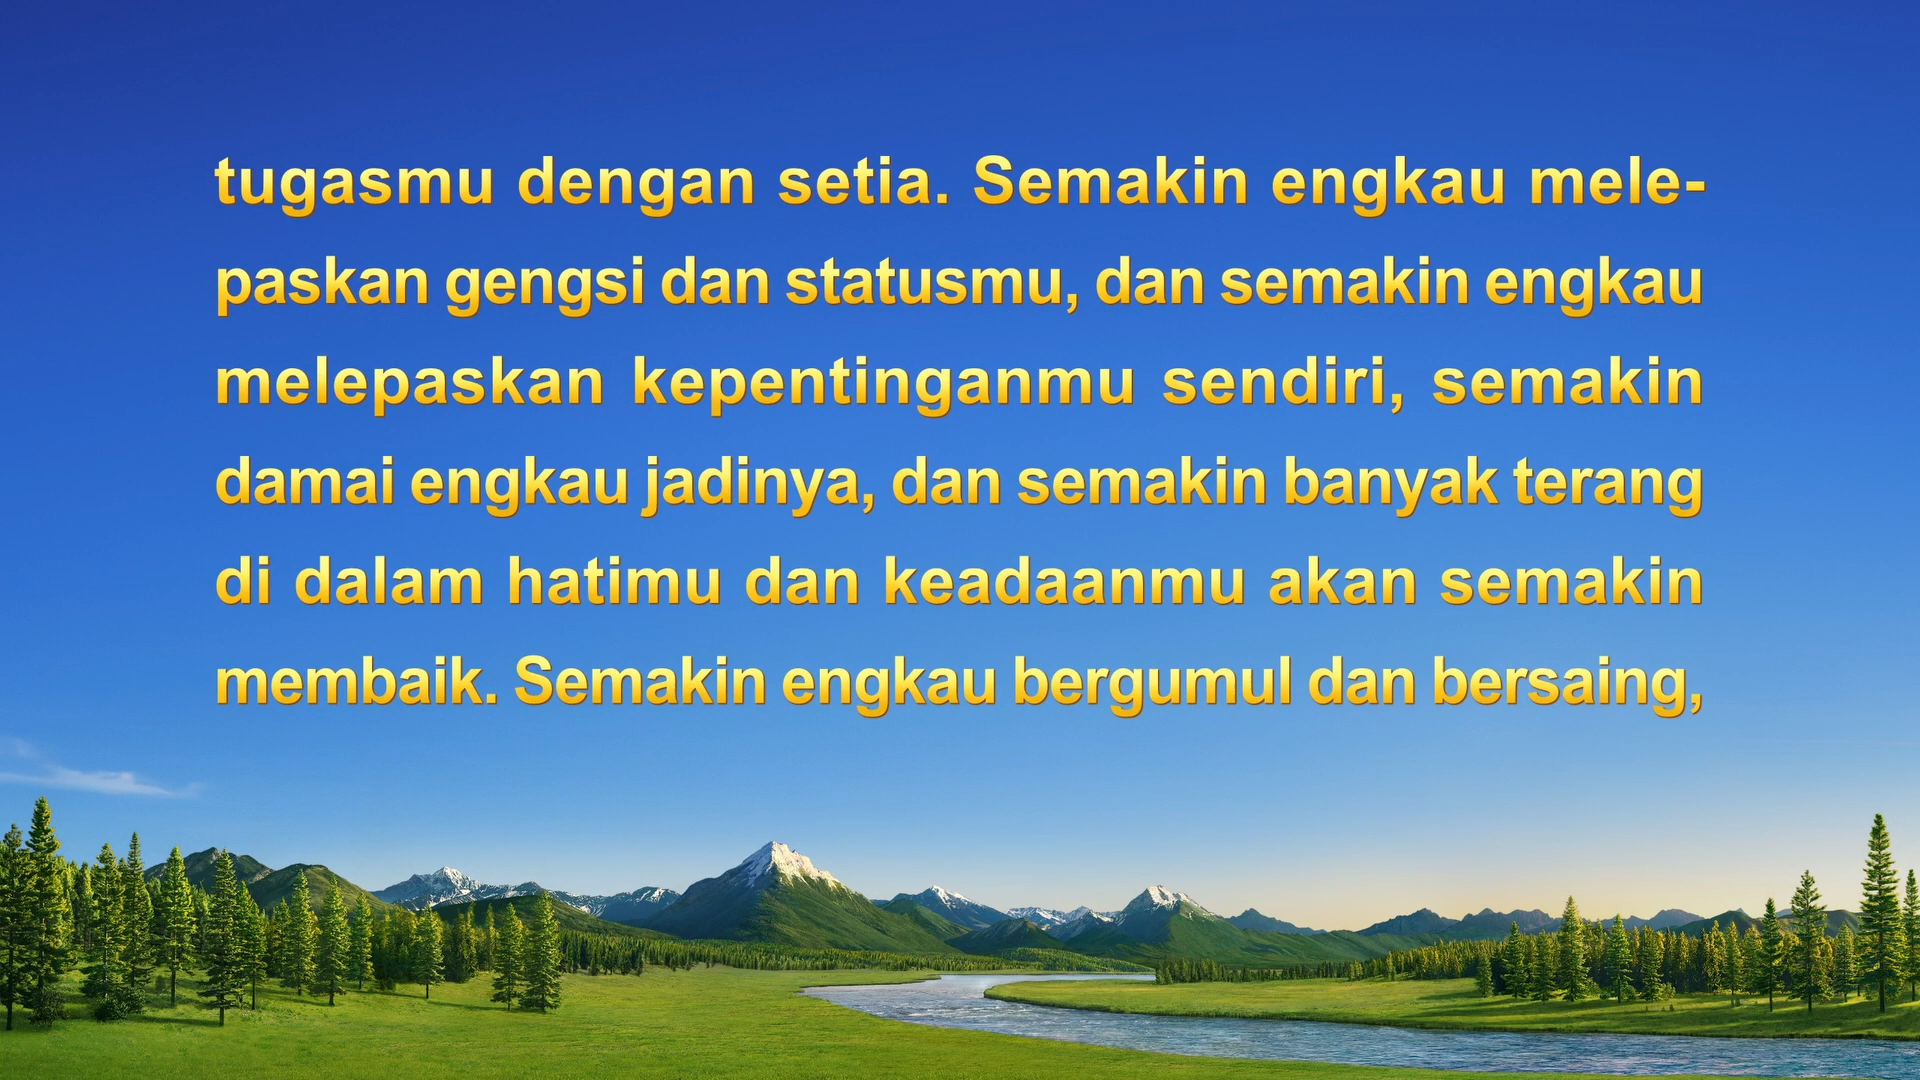 tugasmu dengan setia. Semakin engkau mele-
paskan gengsi dan statusmu, dan semakin engkau
melepaskan kepentinganmu sendiri, semakin
damai engkau jadinya, dan semakin banyak terang
di dalam hatimu dan keadaanmu akan semakin
membaik. Semakin engkau bergumul dan bersaing,